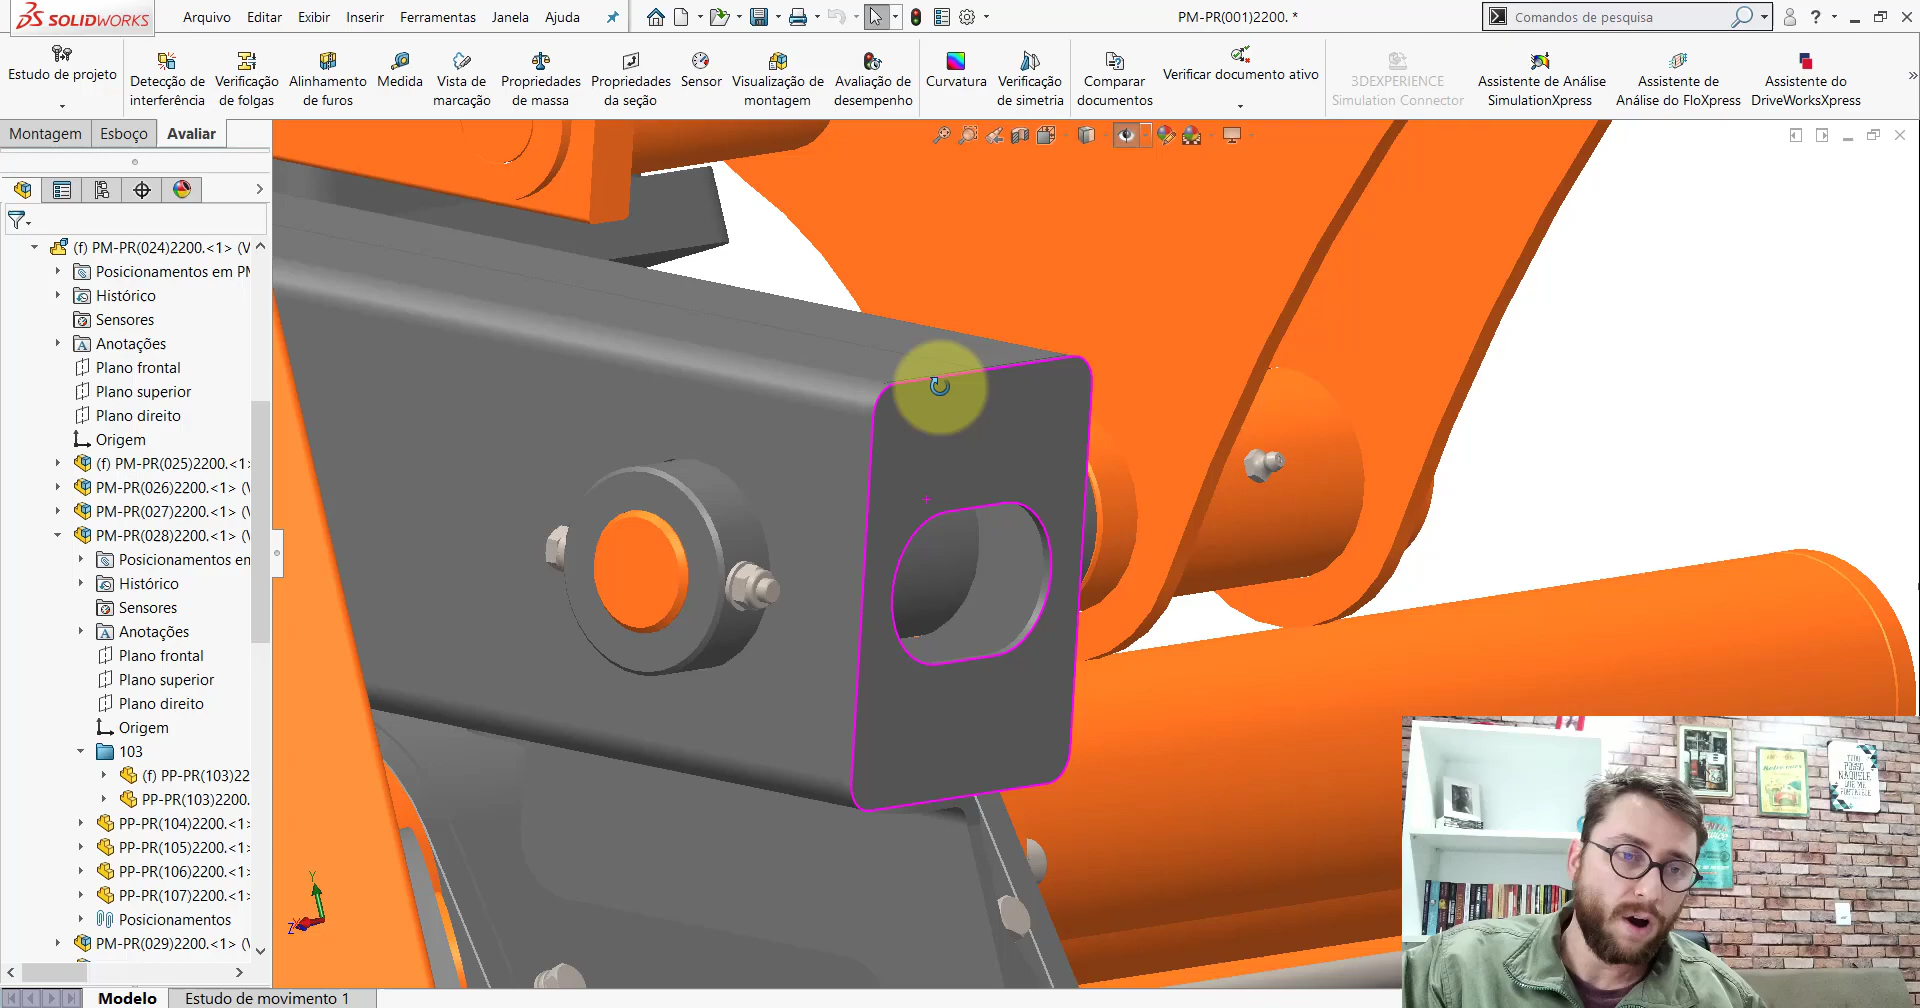 SOLIDWORKS
Arquivo Editar Exibir Inserir Ferramentas Janela Ajuda
PM-PR(001)2200. *
Comandos de pesquisa
?
Estudo de projeto
Detecção de interferência
Verificação de folgas
Alinhamento de furos
Medida
Vista de marcação
Propriedades de massa
Propriedades da seção
Sensor
Visualização de montagem
Avaliação de desempenho
Curvatura
Verificação de simetria
Comparar documentos
Verificar documento ativo
3DEXPERIENCE Simulation Connector
Assistente de Análise SimulationXpress
Assistente de Análise do FloXpress
Assistente do DriveWorksXpress
Montagem Esboço Avaliar
(f) PM-PR(024)2200.<1> (V
Posicionamentos em PM
Histórico
Sensores
Anotações
Plano frontal
Plano superior
Plano direito
Origem
(f) PM-PR(025)2200.<1>
PM-PR(026)2200.<1> (V
PM-PR(027)2200.<1> (V
PM-PR(028)2200.<1> (V
Posicionamentos en
Histórico
Sensores
Anotações
Plano frontal
Plano superior
Plano direito
Origem
103
(f) PP-PR(103)22
PP-PR(103)2200.
PP-PR(104)2200.<1>
PP-PR(105)2200.<1>
PP-PR(106)2200.<1>
PP-PR(107)2200.<1>
Posicionamentos
PM-PR(029)2200.<1> (V
Y
Z
TUDO
POSSO
NAQUELE
QUE ME
FORTALECE
Modelo Estudo de movimento 1